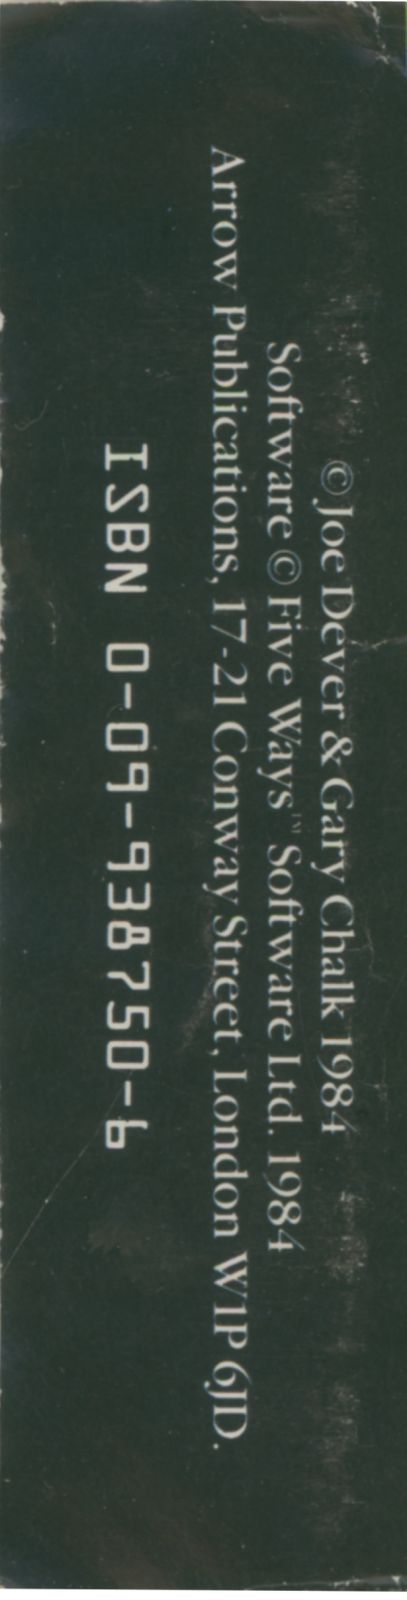 © Joe Dever & Gary Chalk 1984
Software © Five Ways™ Software Ltd. 1984
Arrow Publications, 17-21 Conway Street, London W1P 6JD.
ISBN 0-09-938750-6